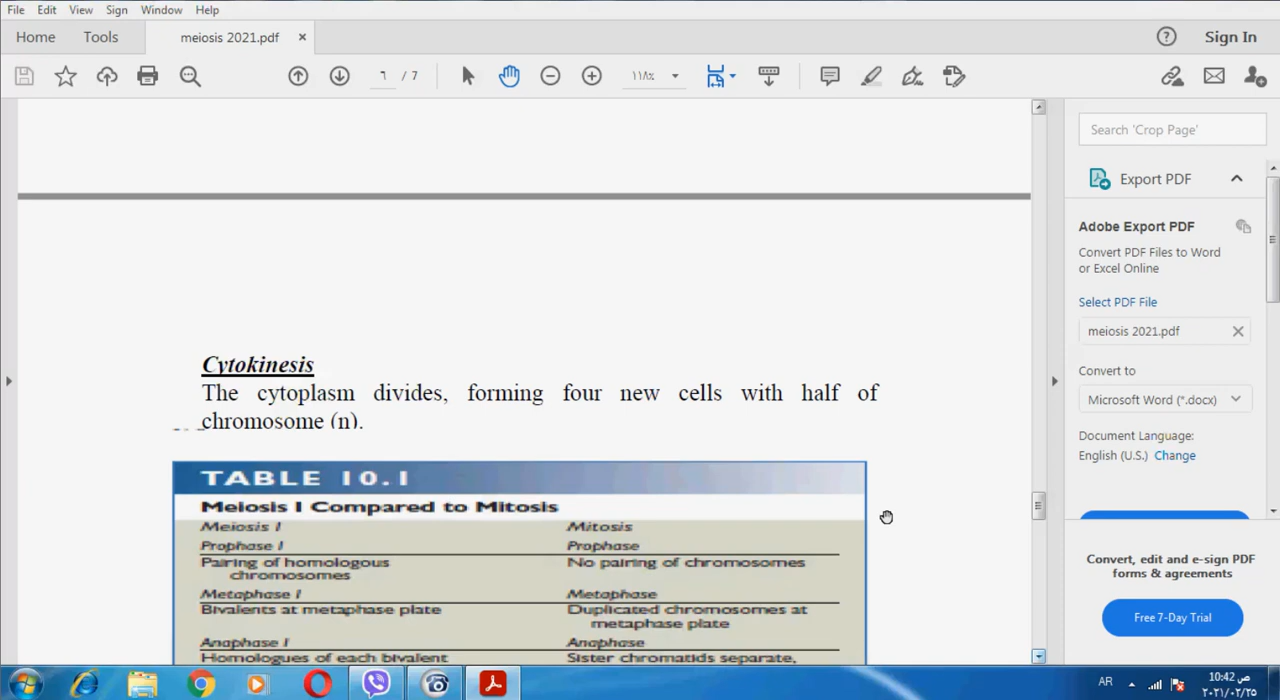 File Edit View Sign Window Help
Home Tools meiosis 2021.pdf × Sign In
٦ / 7 ١١٨٪
Search 'Crop Page'
Export PDF
Adobe Export PDF
Convert PDF Files to Word
or Excel Online
Select PDF File
meiosis 2021.pdf
Convert to
Microsoft Word (*.docx)
Document Language:
English (U.S.) Change
Convert, edit and e-sign PDF
forms & agreements
Free 7-Day Trial
Cytokinesis
The cytoplasm divides, forming four new cells with half of
chromosome (n).
TABLE 10.1
Meiosis I Compared to Mitosis
Meiosis I Mitosis
Prophase I Prophase
Pairing of homologous No pairing of chromosomes
chromosomes
Metaphase I Metaphase
Bivalents at metaphase plate Duplicated chromosomes at
metaphase plate
Anaphase I Anaphase
Homologues of each bivalent Sister chromatids separate,
AR 10:42 ص
٢٠٢١/٠٢/٢٥